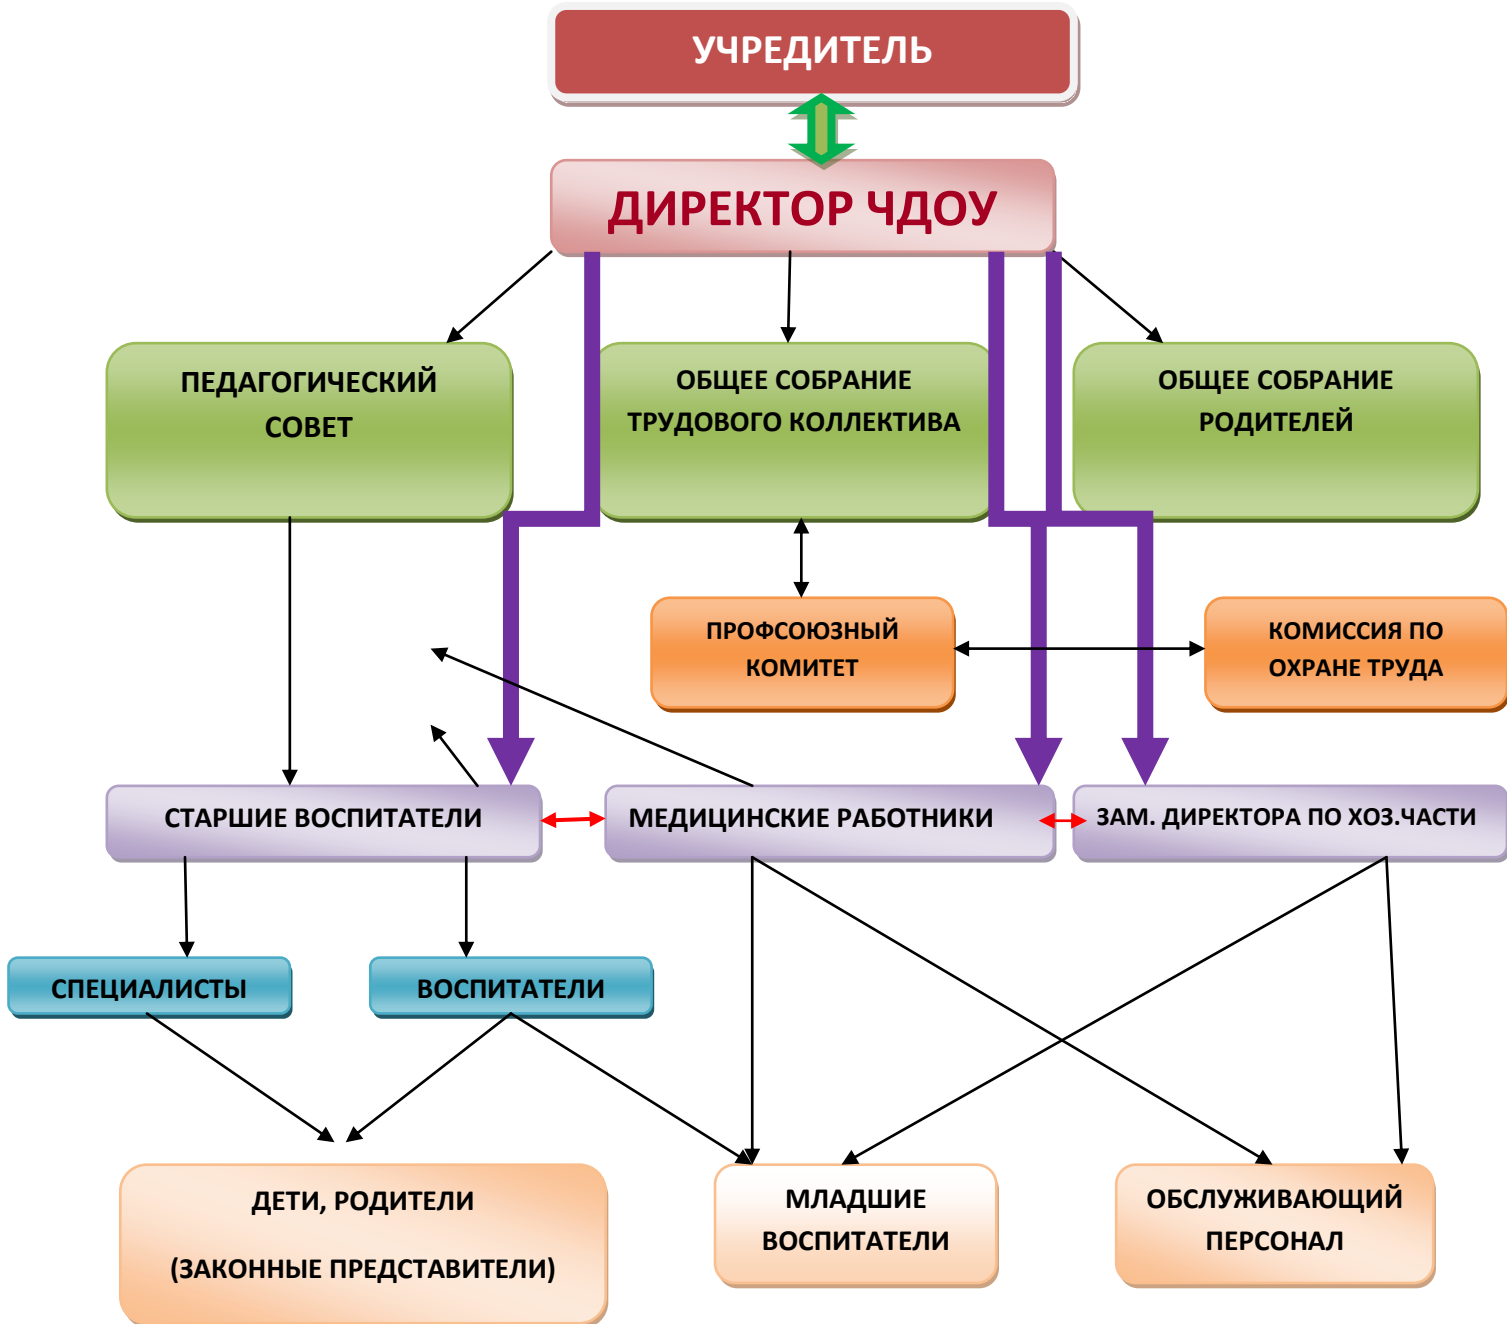 УЧРЕДИТЕЛЬ
ДИРЕКТОР ЧДОУ
ПЕДАГОГИЧЕСКИЙ
СОВЕТ
ОБЩЕЕ СОБРАНИЕ
ТРУДОВОГО КОЛЛЕКТИВА
ОБЩЕЕ СОБРАНИЕ
РОДИТЕЛЕЙ
ПРОФСОЮЗНЫЙ
КОМИТЕТ
КОМИССИЯ ПО
ОХРАНЕ ТРУДА
СТАРШИЕ ВОСПИТАТЕЛИ
МЕДИЦИНСКИЕ РАБОТНИКИ
ЗАМ. ДИРЕКТОРА ПО ХОЗ.ЧАСТИ
СПЕЦИАЛИСТЫ
ВОСПИТАТЕЛИ
ДЕТИ, РОДИТЕЛИ
(ЗАКОННЫЕ ПРЕДСТАВИТЕЛИ)
МЛАДШИЕ
ВОСПИТАТЕЛИ
ОБСЛУЖИВАЮЩИЙ
ПЕРСОНАЛ